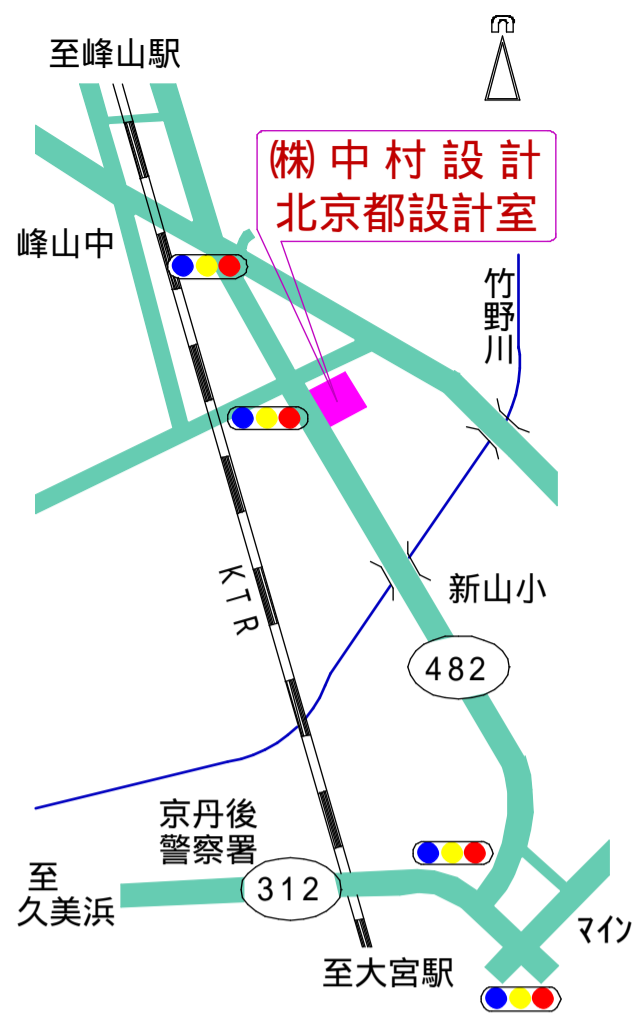 至峰山駅
㈱中村設計
北京都設計室
峰山中
竹野川
KTR
新山小
482
京丹後
警察署
至
久美浜
312
マイン
至大宮駅